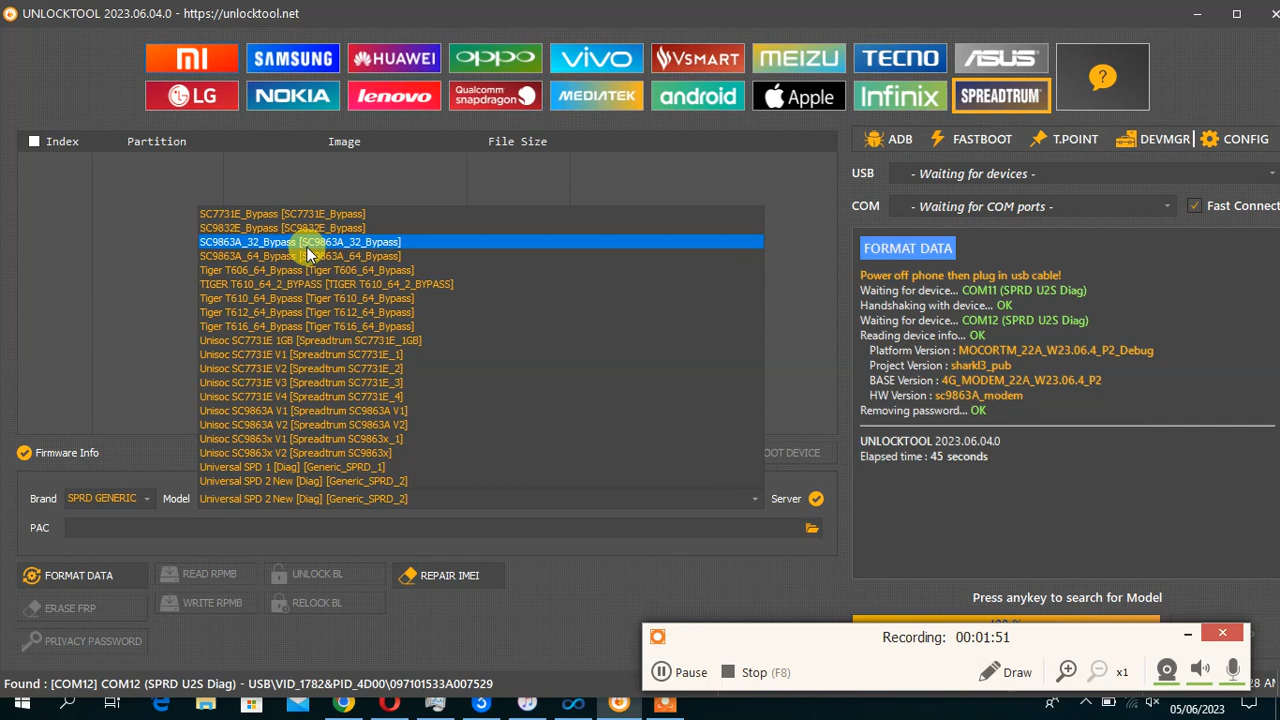 UNLOCKTOOL 2023.06.04.0 - https://unlocktool.net
mi SAMSUNG HUAWEI oppo vivo VSMART MEIZU TECNO ASUS ?
LG NOKIA lenovo Qualcomm snapdragon MEDIATEK android Apple Infinix SPREADTRUM
Index Partition Image File Size
ADB FASTBOOT T.POINT DEVMGR CONFIG
USB - Waiting for devices -
COM - Waiting for COM ports - Fast Connect
SC7731E_Bypass [SC7731E_Bypass]
SC9832E_Bypass [SC9832E_Bypass]
SC9863A_32_Bypass [SC9863A_32_Bypass]
SC9863A_64_Bypass [SC9863A_64_Bypass]
Tiger T606_64_Bypass [Tiger T606_64_Bypass]
TIGER T610_64_2_BYPASS [TIGER T610_64_2_BYPASS]
Tiger T610_64_Bypass [Tiger T610_64_Bypass]
Tiger T612_64_Bypass [Tiger T612_64_Bypass]
Tiger T616_64_Bypass [Tiger T616_64_Bypass]
Unisoc SC7731E 1GB [Spreadtrum SC7731E_1GB]
Unisoc SC7731E V1 [Spreadtrum SC7731E_1]
Unisoc SC7731E V2 [Spreadtrum SC7731E_2]
Unisoc SC7731E V3 [Spreadtrum SC7731E_3]
Unisoc SC7731E V4 [Spreadtrum SC7731E_4]
Unisoc SC9863A V1 [Spreadtrum SC9863A V1]
Unisoc SC9863A V2 [Spreadtrum SC9863A V2]
Unisoc SC9863x V1 [Spreadtrum SC9863x_1]
Unisoc SC9863x V2 [Spreadtrum SC9863x]
Universal SPD 1 [Diag] [Generic_SPRD_1]
Universal SPD 2 New [Diag] [Generic_SPRD_2]
FORMAT DATA
Power off phone then plug in usb cable!
Waiting for device... COM11 (SPRD U2S Diag)
Handshaking with device... OK
Waiting for device... COM12 (SPRD U2S Diag)
Reading device info... OK
Platform Version : MOCORTM_22A_W23.06.4_P2_Debug
Project Version : sharkl3_pub
BASE Version : 4G_MODEM_22A_W23.06.4_P2
HW Version : sc9863A_modem
Removing password... OK
UNLOCKTOOL 2023.06.04.0
Elapsed time : 45 seconds
Firmware Info OOT DEVICE
Brand SPRD GENERIC Model Universal SPD 2 New [Diag] [Generic_SPRD_2] Server
PAC
FORMAT DATA READ RPMB UNLOCK BL REPAIR IMEI
ERASE FRP WRITE RPMB RELOCK BL
PRIVACY PASSWORD
Press anykey to search for Model
Recording: 00:01:51
Pause Stop (F8) Draw x1
Found : [COM12] COM12 (SPRD U2S Diag) - USB\VID_1782&PID_4D00\097101533A007529
28 AM
05/06/2023